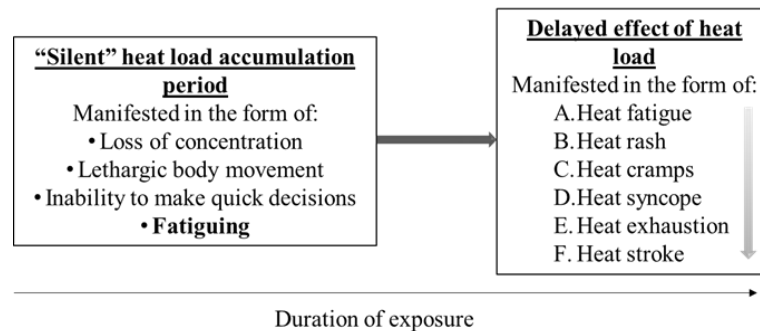 “Silent” heat load accumulation
period
Manifested in the form of:
•Loss of concentration
•Lethargic body movement
•Inability to make quick decisions
•Fatiguing
Delayed effect of heat
load
Manifested in the form of:
A.Heat fatigue
B.Heat rash
C.Heat cramps
D.Heat syncope
E.Heat exhaustion
F. Heat stroke
Duration of exposure